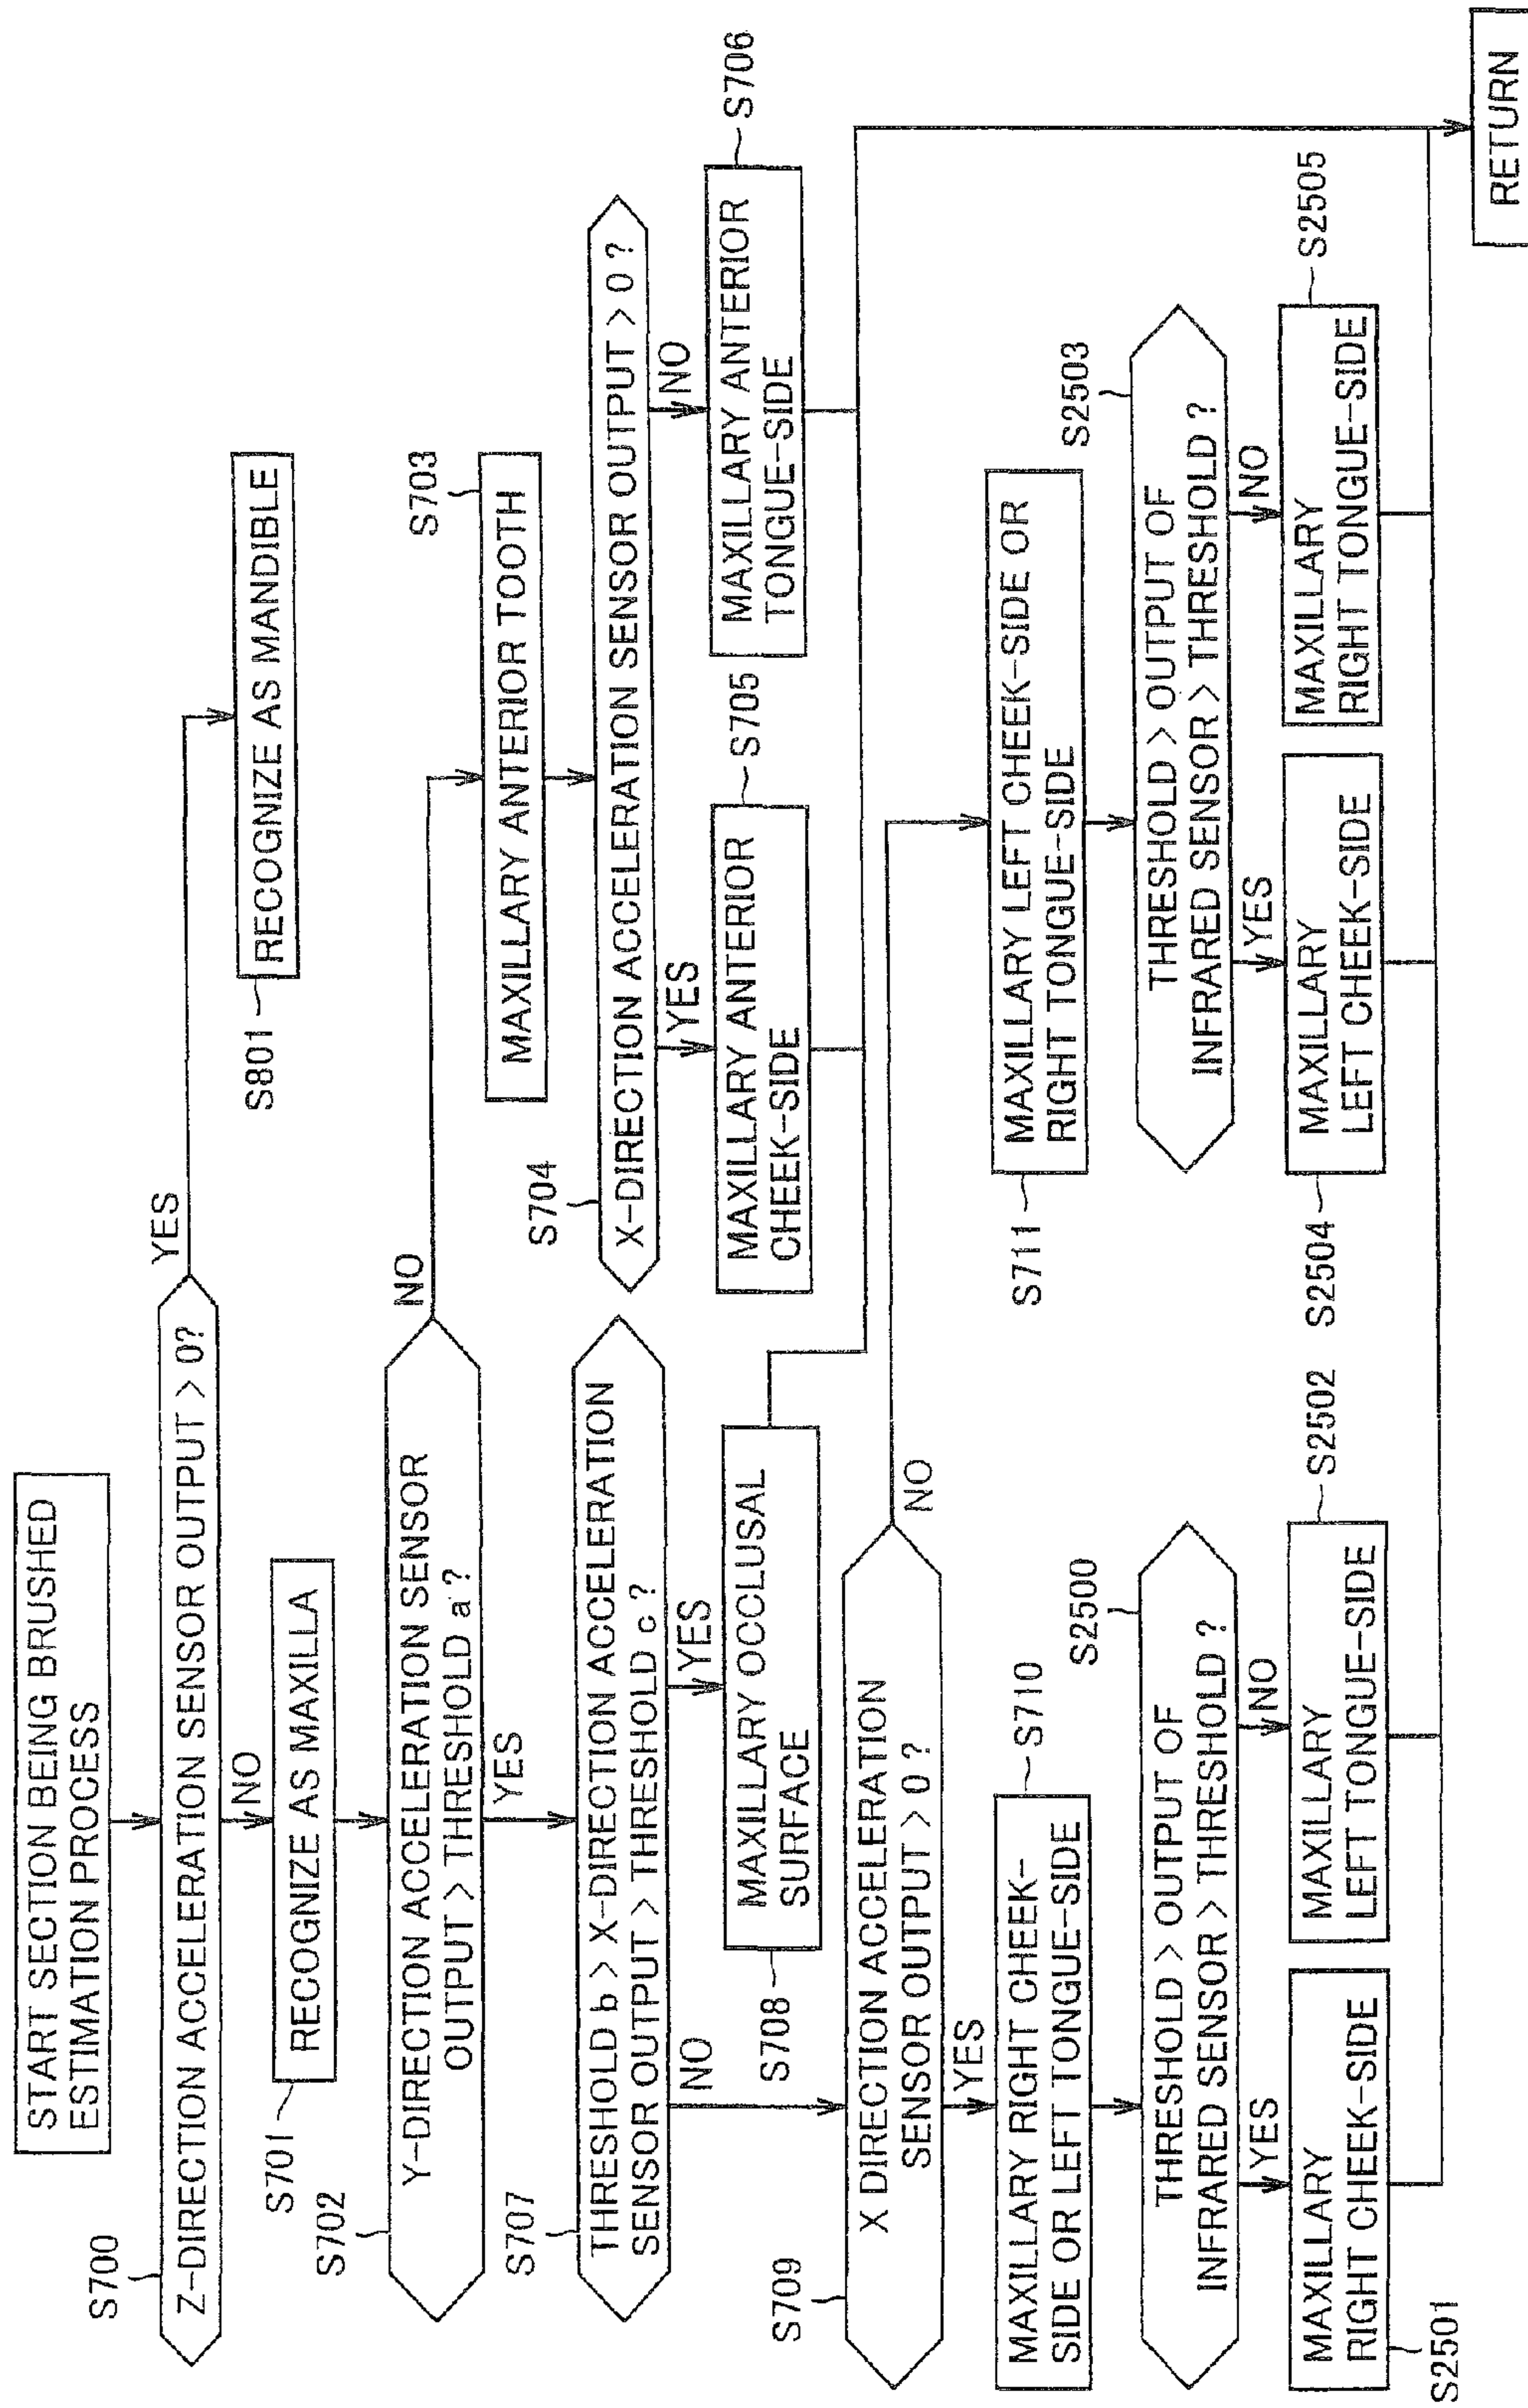 START SECTION BEING BRUSHED
ESTIMATION PROCESS
S700
Z-DIRECTION ACCELERATION SENSOR OUTPUT > 0?
YES
NO
S801
RECOGNIZE AS MANDIBLE
S701
RECOGNIZE AS MAXILLA
S702
Y-DIRECTION ACCELERATION SENSOR
OUTPUT > THRESHOLD a?
NO
YES
S703
MAXILLARY ANTERIOR TOOTH
S704
X-DIRECTION ACCELERATION SENSOR OUTPUT > 0 ?
YES
NO
MAXILLARY ANTERIOR
CHEEK-SIDE
S705
MAXILLARY ANTERIOR
TONGUE-SIDE
S706
S707
THRESHOLD b > X-DIRECTION ACCELERATION
SENSOR OUTPUT > THRESHOLD c ?
NO
YES
S708
MAXILLARY OCCLUSAL
SURFACE
S709
X DIRECTION ACCELERATION
SENSOR OUTPUT > 0 ?
NO
YES
MAXILLARY RIGHT CHEEK-
SIDE OR LEFT TONGUE-SIDE
S710
S711
MAXILLARY LEFT CHEEK-SIDE OR
RIGHT TONGUE-SIDE
S2500
THRESHOLD > OUTPUT OF
INFRARED SENSOR > THRESHOLD ?
YES
NO
S2503
THRESHOLD > OUTPUT OF
INFRARED SENSOR > THRESHOLD ?
YES
NO
MAXILLARY
RIGHT CHEEK-SIDE
S2501
MAXILLARY
LEFT TONGUE-SIDE
S2502
S2504
MAXILLARY
LEFT CHEEK-SIDE
MAXILLARY
RIGHT TONGUE-SIDE
S2505
RETURN